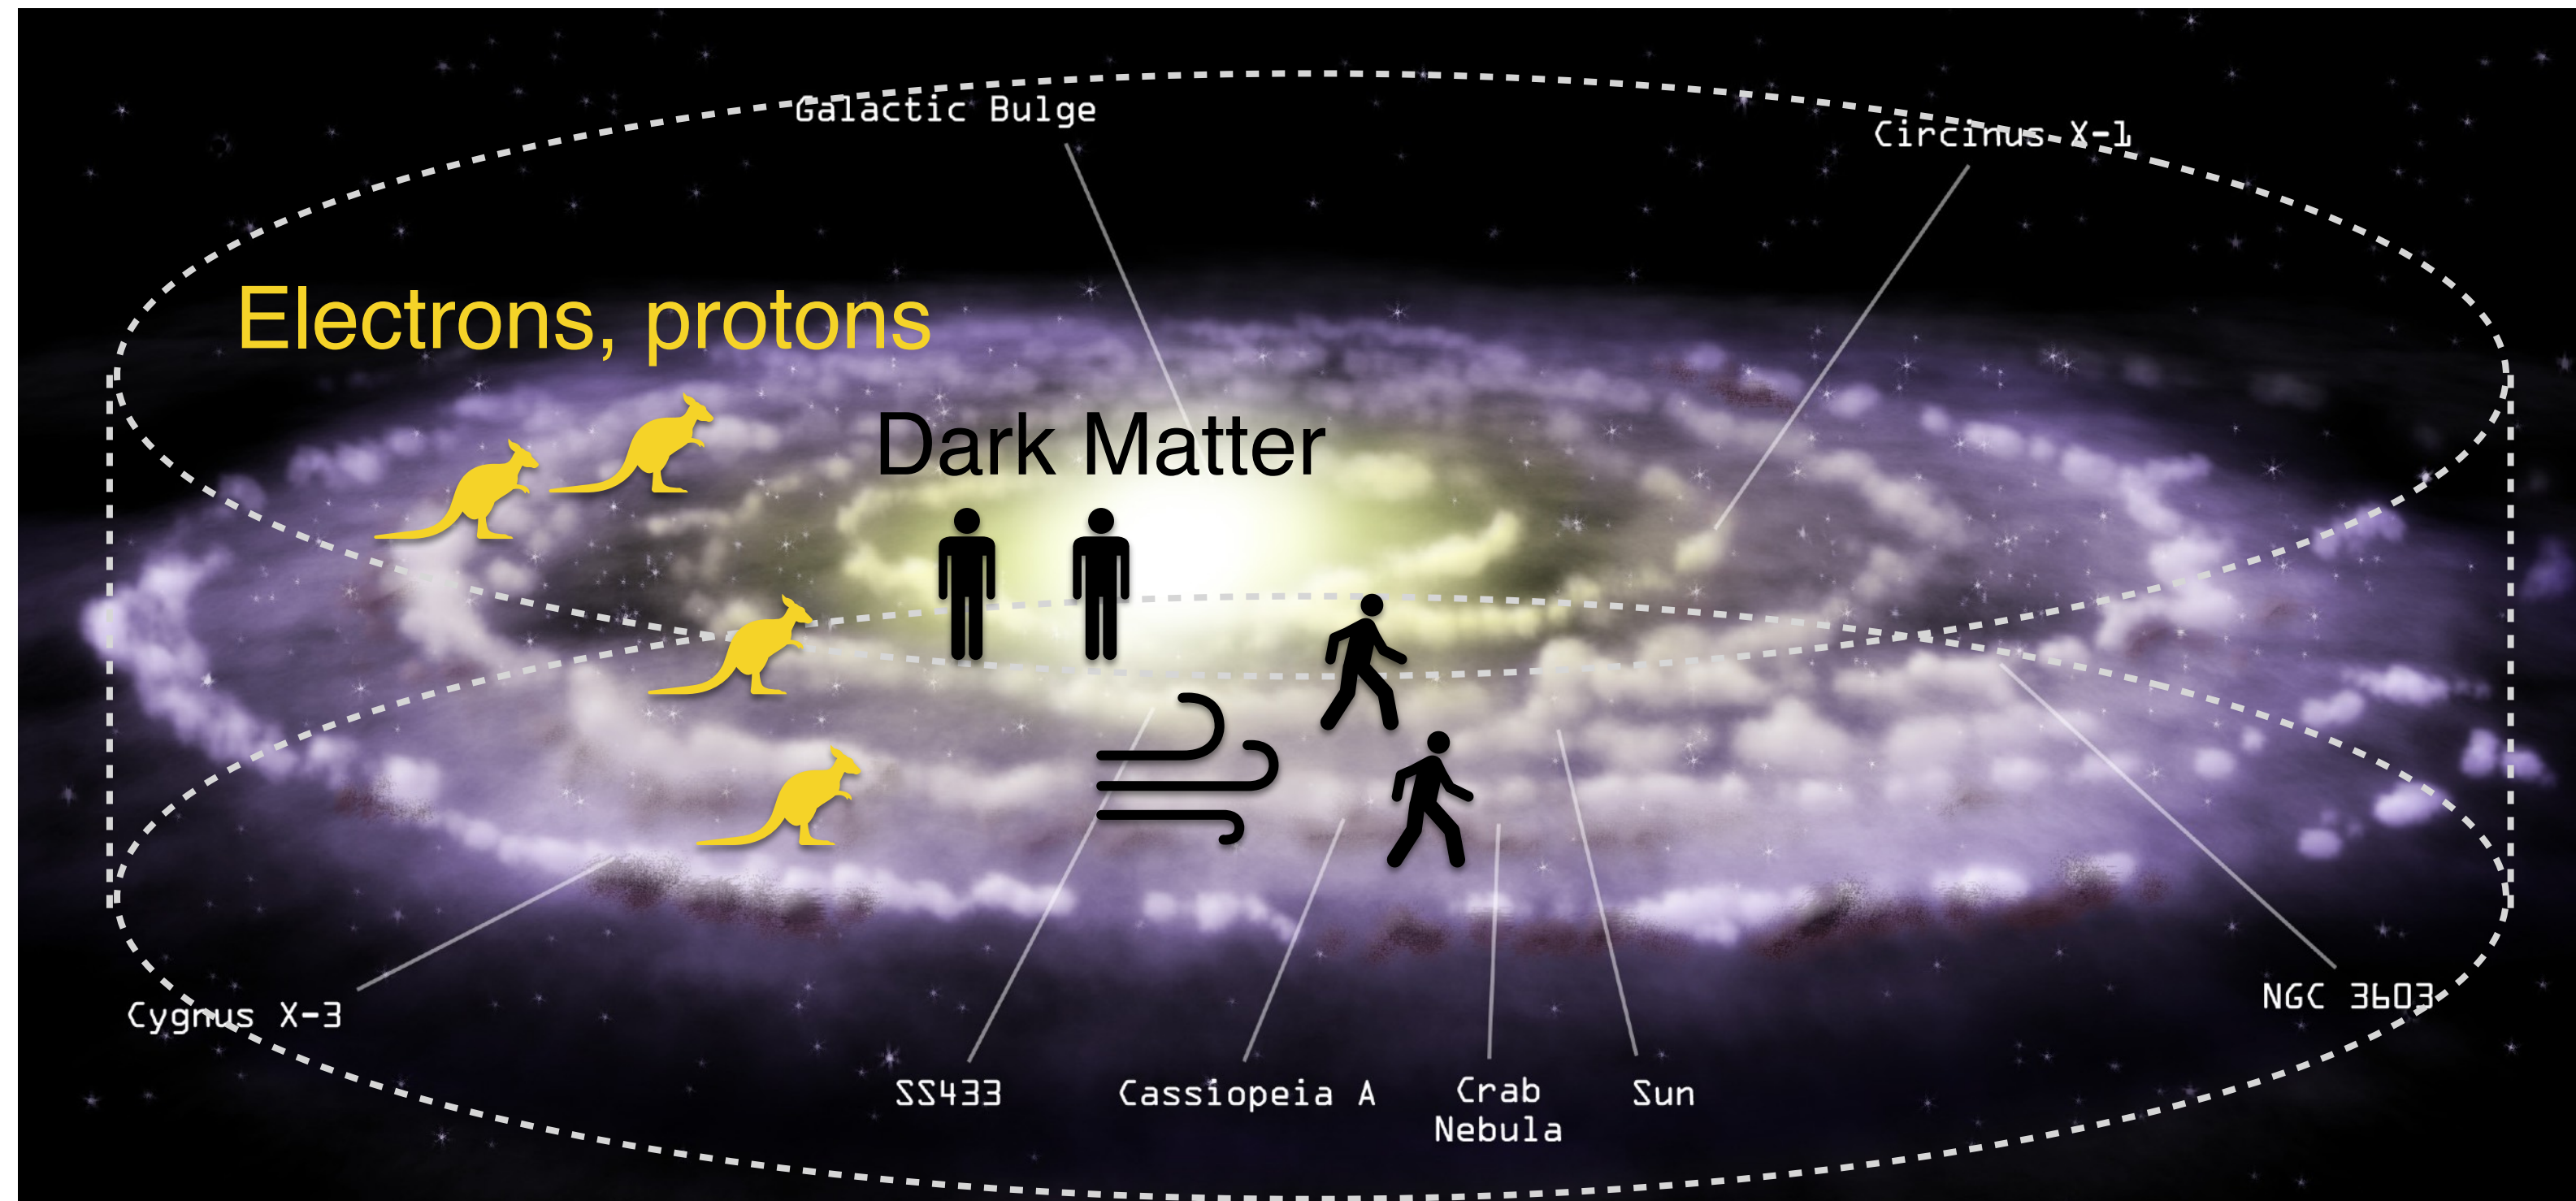 Galactic Bulge
Circinus X-1
Electrons, protons
Dark Matter
Cygnus X-3
NGC 3603
SS433
Cassiopeia A
Crab
Nebula
Sun